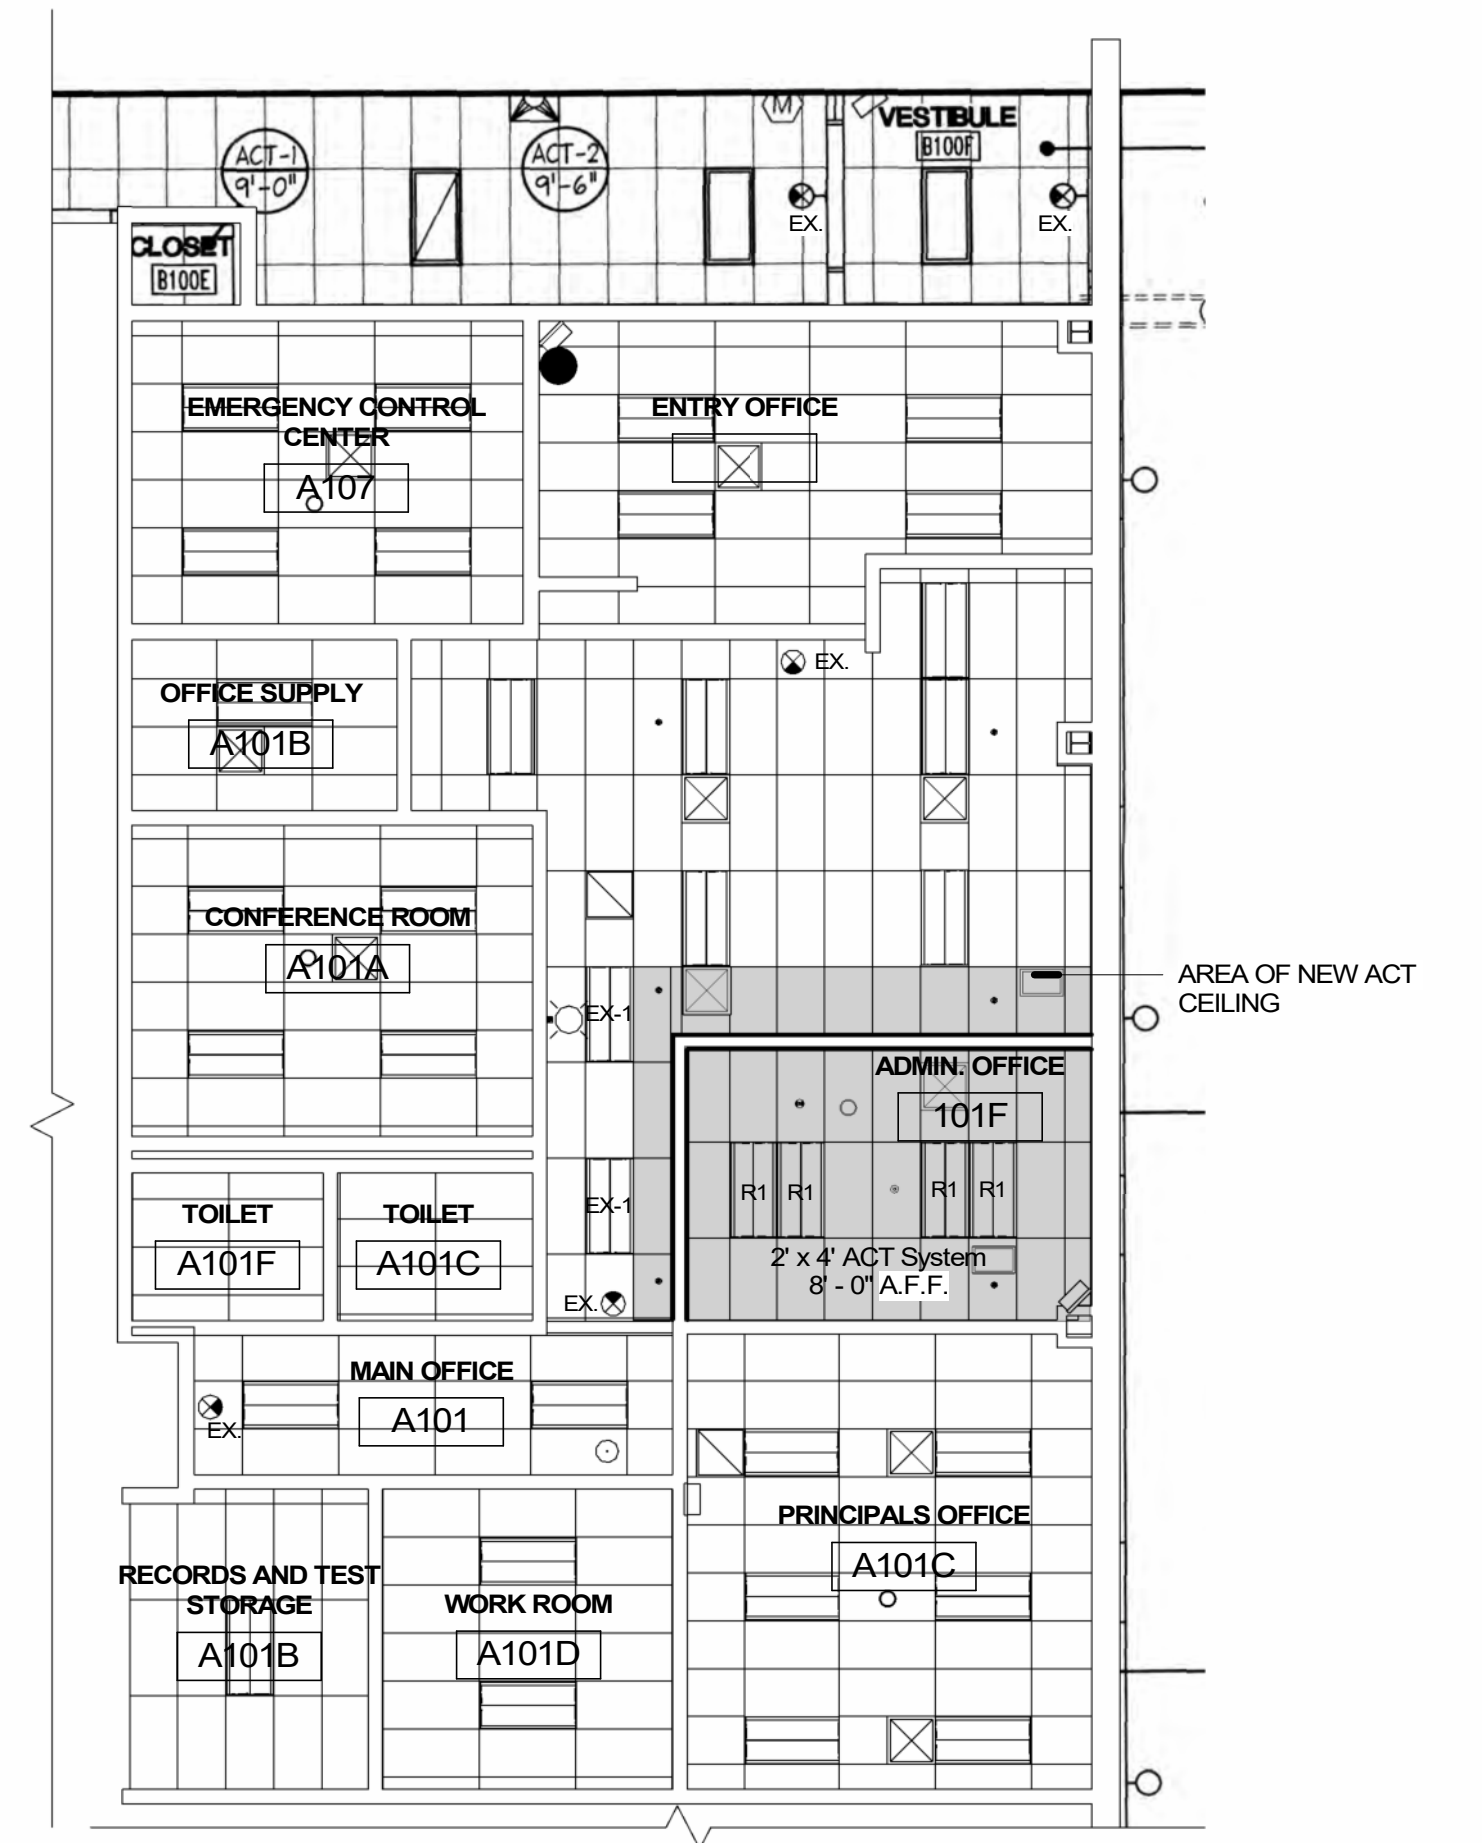 M
VESTIBULE
B100F
ACT-1
9'-0"
ACT-2
9'-6"
EX.
EX.
CLOSET
B100E
EMERGENCY CONTROL
CENTER
A107
ENTRY OFFICE
EX.
OFFICE SUPPLY
A101B
CONFERENCE ROOM
A101A
AREA OF NEW ACT
CEILING
EX-1
ADMIN. OFFICE
101F
R1
R1
R1
R1
EX-1
2' x 4' ACT System
8' - 0" A.F.F.
TOILET
A101F
TOILET
A101C
EX.
MAIN OFFICE
A101
EX.
PRINCIPALS OFFICE
A101C
RECORDS AND TEST
STORAGE
A101B
WORK ROOM
A101D